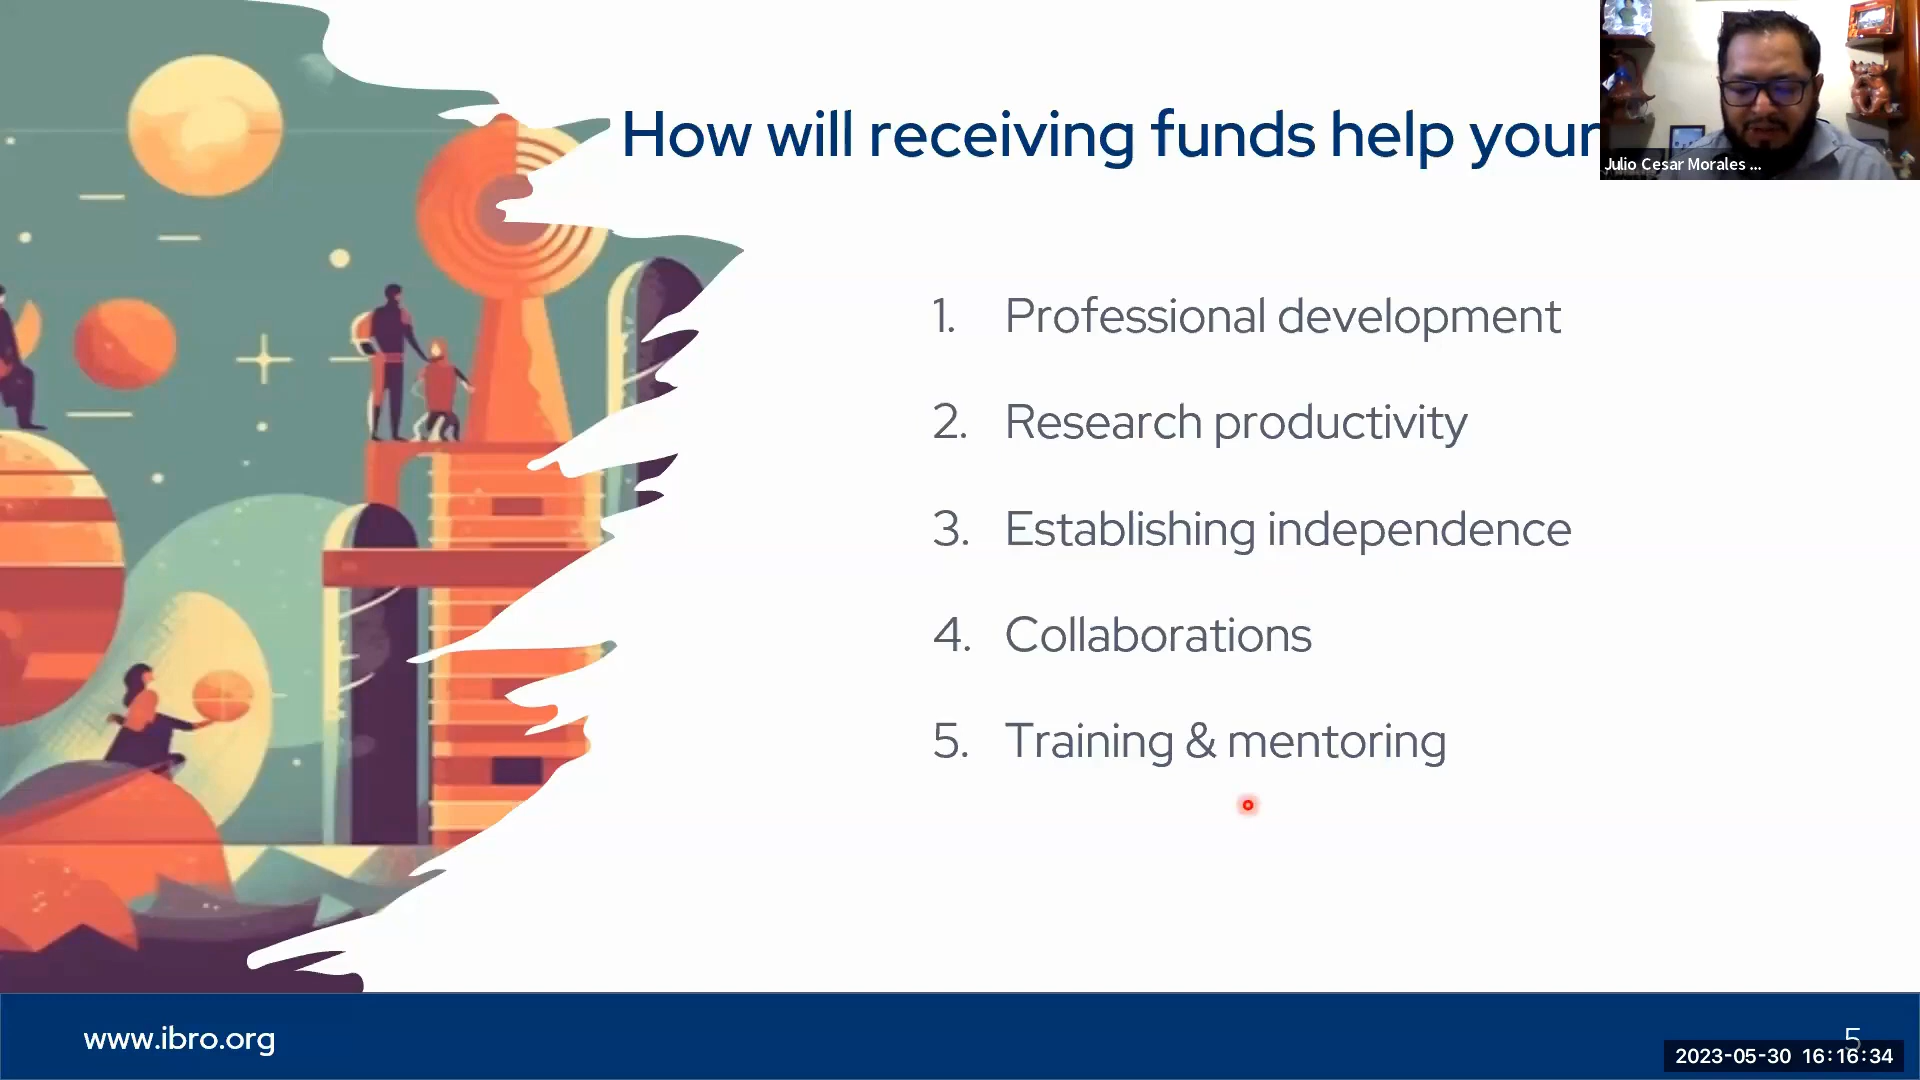 How will receiving funds help your
Julio Cesar Morales ...
1. Professional development
2. Research productivity
3. Establishing independence
4. Collaborations
5. Training & mentoring
www.ibro.org
5
2023-05-30 16:16:34